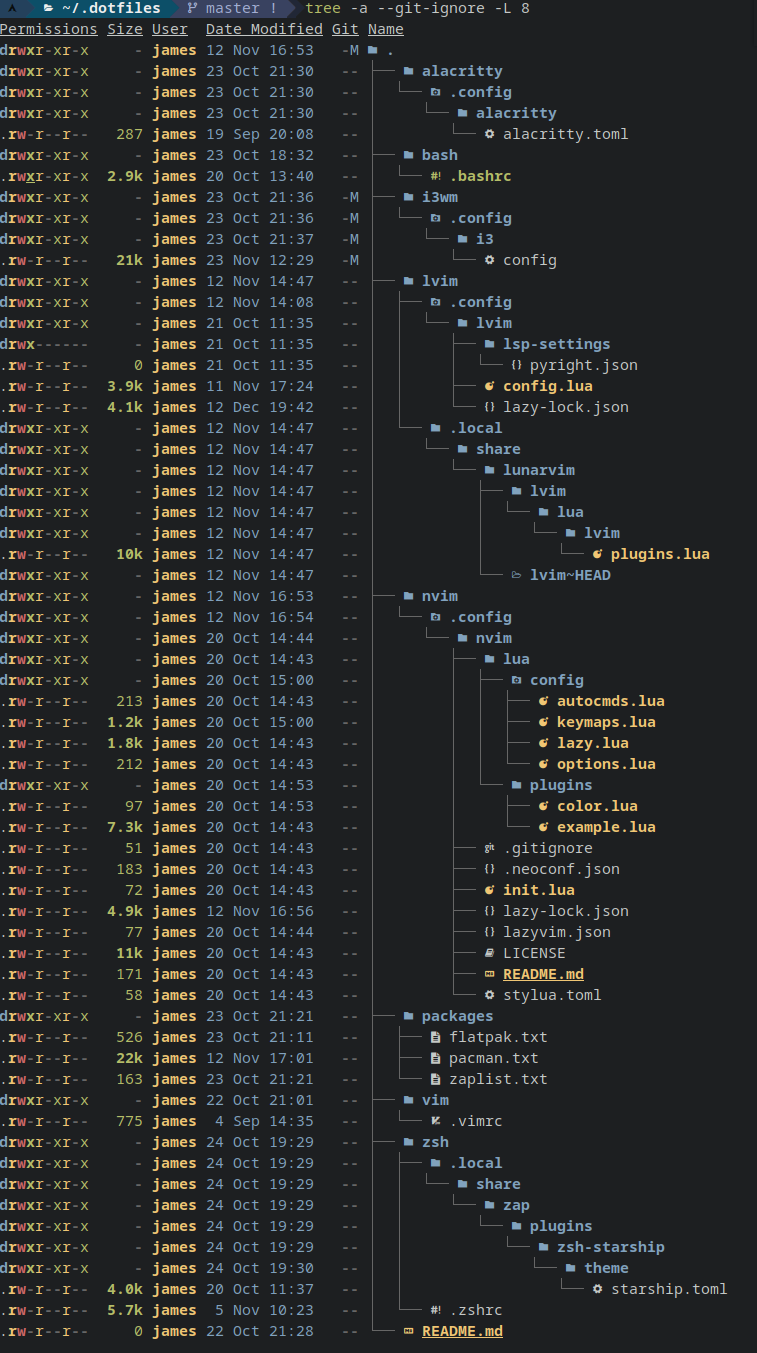 ~/.dotfiles master ! tree -a --git-ignore -L 8
Permissions Size User Date Modified Git Name
drwxr-xr-x - james 12 Nov 16:53 -M .
drwxr-xr-x - james 23 Oct 21:30 -- ├── alacritty
drwxr-xr-x - james 23 Oct 21:30 -- │ └── .config
drwxr-xr-x - james 23 Oct 21:30 -- │ └── alacritty
.rw-r--r-- 287 james 19 Sep 20:08 -- │ └── alacritty.toml
drwxr-xr-x - james 23 Oct 18:32 -- ├── bash
.rwxr-xr-x 2.9k james 20 Oct 13:40 -- │ └── #! .bashrc
drwxr-xr-x - james 23 Oct 21:36 -M ├── i3wm
drwxr-xr-x - james 23 Oct 21:36 -M │ └── .config
drwxr-xr-x - james 23 Oct 21:37 -M │ └── i3
.rw-r--r-- 21k james 23 Nov 12:29 -M │ └── config
drwxr-xr-x - james 12 Nov 14:47 -- ├── lvim
drwxr-xr-x - james 12 Nov 14:08 -- │ ├── .config
drwxr-xr-x - james 21 Oct 11:35 -- │ │ └── lvim
drwx------ - james 21 Oct 11:35 -- │ │ ├── lsp-settings
.rw-r--r-- 0 james 21 Oct 11:35 -- │ │ │ └── {} pyright.json
.rw-r--r-- 3.9k james 11 Nov 17:24 -- │ │ ├── config.lua
.rw-r--r-- 4.1k james 12 Dec 19:42 -- │ │ └── {} lazy-lock.json
drwxr-xr-x - james 12 Nov 14:47 -- │ └── .local
drwxr-xr-x - james 12 Nov 14:47 -- │ └── share
drwxr-xr-x - james 12 Nov 14:47 -- │ └── lunarvim
drwxr-xr-x - james 12 Nov 14:47 -- │ ├── lvim
drwxr-xr-x - james 12 Nov 14:47 -- │ │ └── lua
drwxr-xr-x - james 12 Nov 14:47 -- │ │ └── lvim
.rw-r--r-- 10k james 12 Nov 14:47 -- │ │ └── plugins.lua
drwxr-xr-x - james 12 Nov 14:47 -- │ └── lvim~HEAD
drwxr-xr-x - james 12 Nov 16:53 -- ├── nvim
drwxr-xr-x - james 12 Nov 16:54 -- │ └── .config
drwxr-xr-x - james 20 Oct 14:44 -- │ └── nvim
drwxr-xr-x - james 20 Oct 14:43 -- │ ├── lua
drwxr-xr-x - james 20 Oct 15:00 -- │ │ ├── config
.rw-r--r-- 213 james 20 Oct 14:43 -- │ │ │ ├── autocmds.lua
.rw-r--r-- 1.2k james 20 Oct 15:00 -- │ │ │ ├── keymaps.lua
.rw-r--r-- 1.8k james 20 Oct 14:43 -- │ │ │ ├── lazy.lua
.rw-r--r-- 212 james 20 Oct 14:43 -- │ │ │ └── options.lua
drwxr-xr-x - james 20 Oct 14:53 -- │ │ └── plugins
.rw-r--r-- 97 james 20 Oct 14:53 -- │ │ ├── color.lua
.rw-r--r-- 7.3k james 20 Oct 14:43 -- │ │ └── example.lua
.rw-r--r-- 51 james 20 Oct 14:43 -- │ ├── git .gitignore
.rw-r--r-- 183 james 20 Oct 14:43 -- │ ├── {} .neoconf.json
.rw-r--r-- 72 james 20 Oct 14:43 -- │ ├── init.lua
.rw-r--r-- 4.9k james 12 Nov 16:56 -- │ ├── {} lazy-lock.json
.rw-r--r-- 77 james 20 Oct 14:44 -- │ ├── {} lazyvim.json
.rw-r--r-- 11k james 20 Oct 14:43 -- │ ├── LICENSE
.rw-r--r-- 171 james 20 Oct 14:43 -- │ ├── README.md
.rw-r--r-- 58 james 20 Oct 14:43 -- │ └── stylua.toml
drwxr-xr-x - james 23 Oct 21:21 -- ├── packages
.rw-r--r-- 526 james 23 Oct 21:11 -- │ ├── flatpak.txt
.rw-r--r-- 22k james 12 Nov 17:01 -- │ ├── pacman.txt
.rw-r--r-- 163 james 23 Oct 21:21 -- │ └── zaplist.txt
drwxr-xr-x - james 22 Oct 21:01 -- ├── vim
.rw-r--r-- 775 james 4 Sep 14:35 -- │ └── .vimrc
drwxr-xr-x - james 24 Oct 19:29 -- ├── zsh
drwxr-xr-x - james 24 Oct 19:29 -- │ ├── .local
drwxr-xr-x - james 24 Oct 19:29 -- │ │ └── share
drwxr-xr-x - james 24 Oct 19:29 -- │ │ └── zap
drwxr-xr-x - james 24 Oct 19:29 -- │ │ └── plugins
drwxr-xr-x - james 24 Oct 19:29 -- │ │ └── zsh-starship
drwxr-xr-x - james 24 Oct 19:30 -- │ │ └── theme
.rw-r--r-- 4.0k james 20 Oct 11:37 -- │ │ └── starship.toml
.rw-r--r-- 5.7k james 5 Nov 10:23 -- │ └── #! .zshrc
.rw-r--r-- 0 james 22 Oct 21:28 -- └── README.md